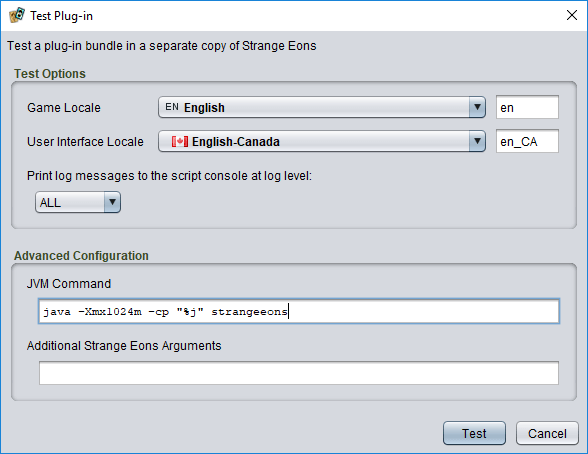 Test Plug-in
Test a plug-in bundle in a separate copy of Strange Eons
Test Options
Game Locale EN English en
User Interface Locale English-Canada en_CA
Print log messages to the script console at log level:
ALL
Advanced Configuration
JVM Command
java -Xmx1024m -cp "%j" strangeeons
Additional Strange Eons Arguments
Test Cancel